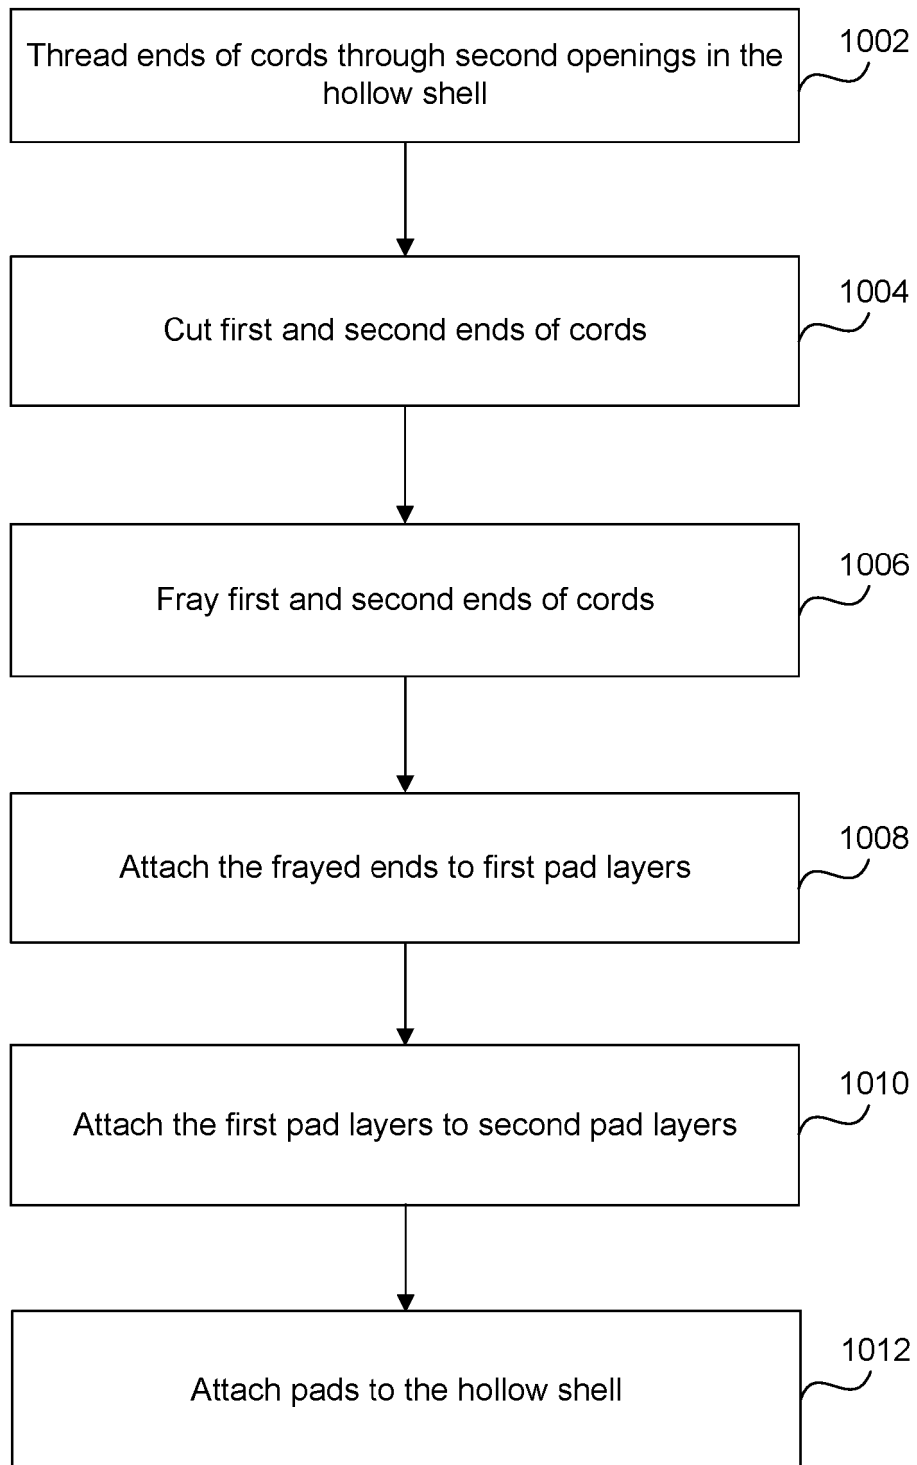 Thread ends of cords through second openings in the
hollow shell
1002
Cut first and second ends of cords
1004
Fray first and second ends of cords
1006
Attach the frayed ends to first pad layers
1008
Attach the first pad layers to second pad layers
1010
Attach pads to the hollow shell
1012